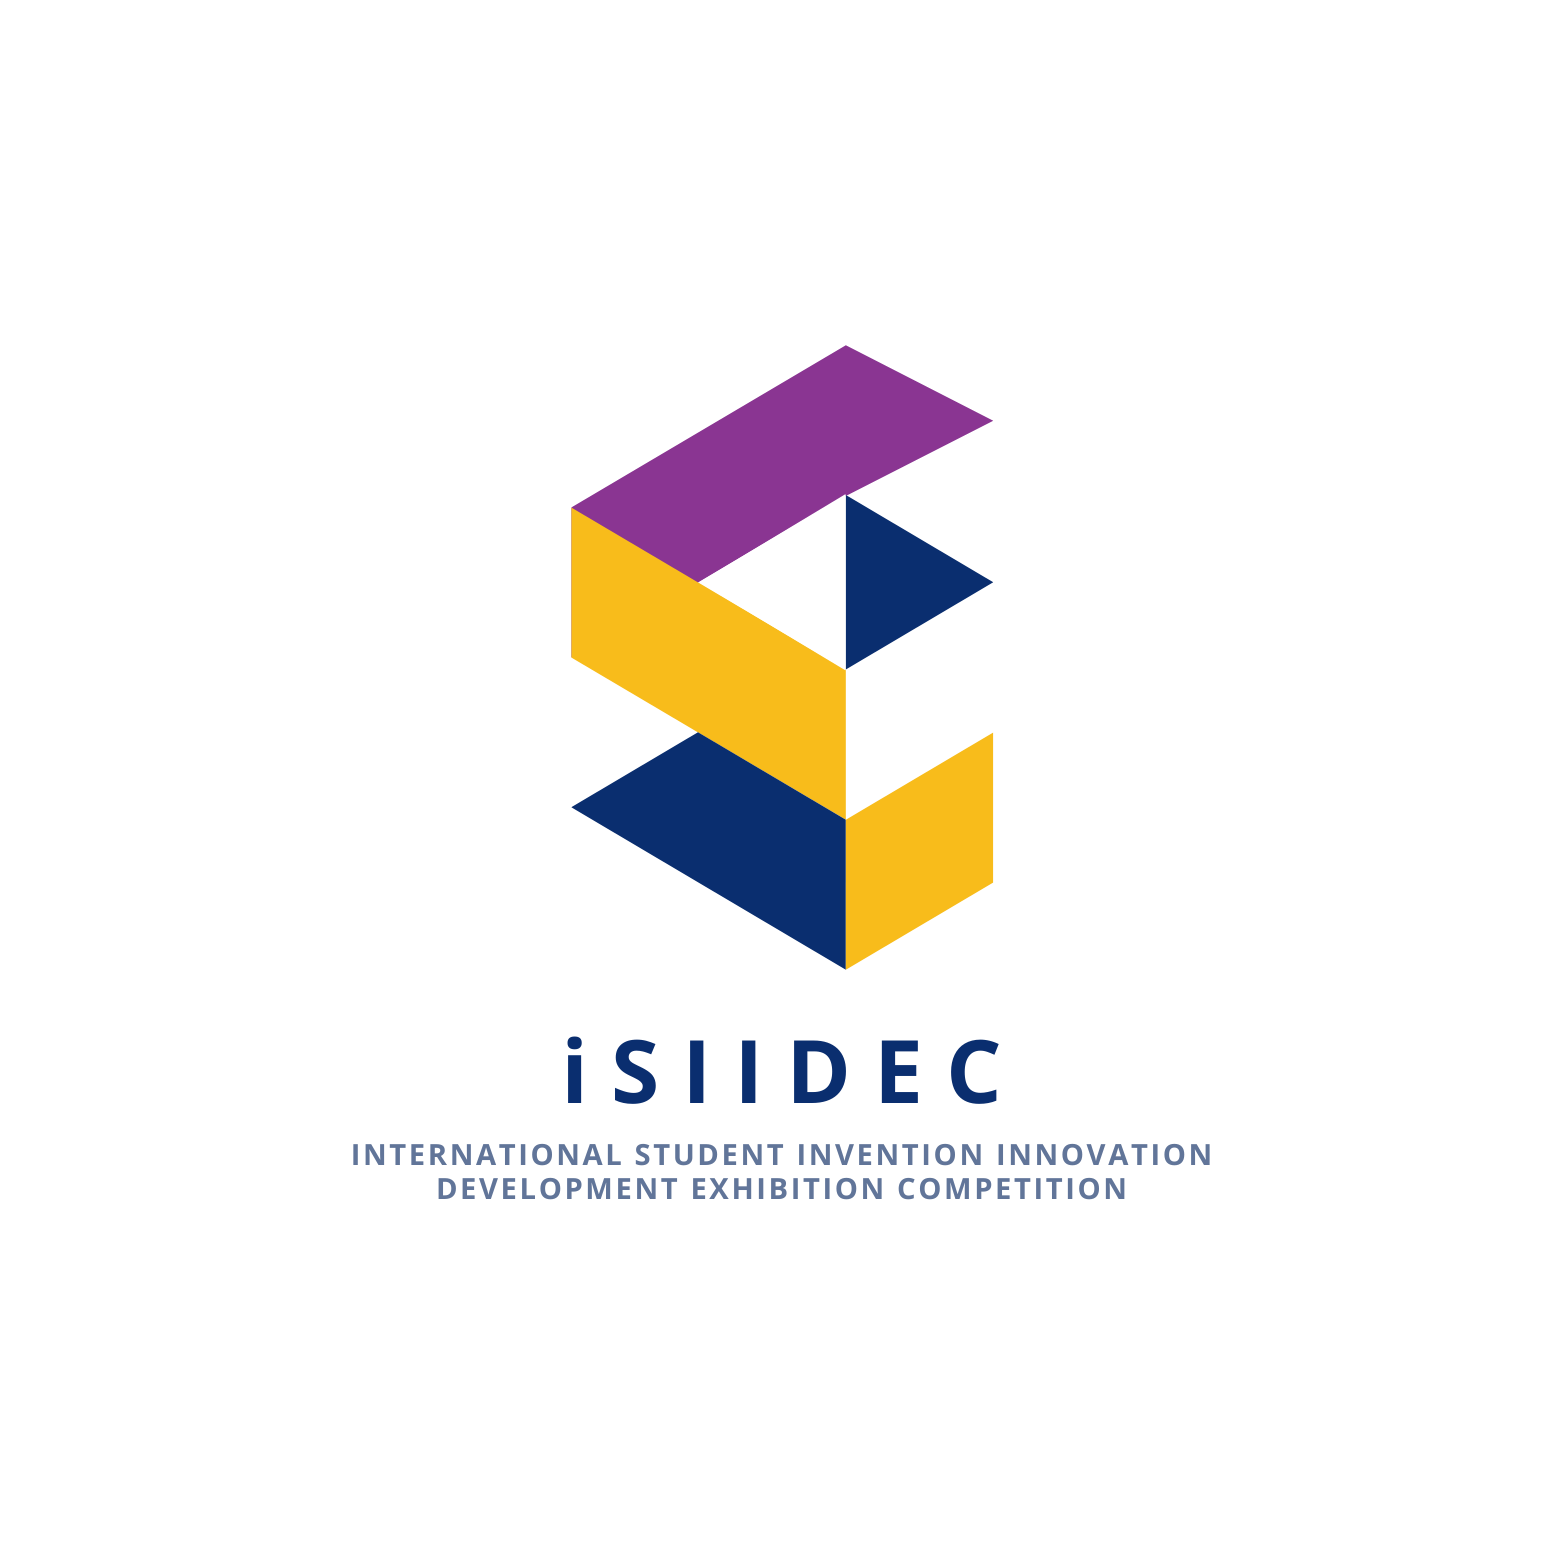 iSIIDEC
INTERNATIONAL STUDENT INVENTION INNOVATION
DEVELOPMENT EXHIBITION COMPETITION